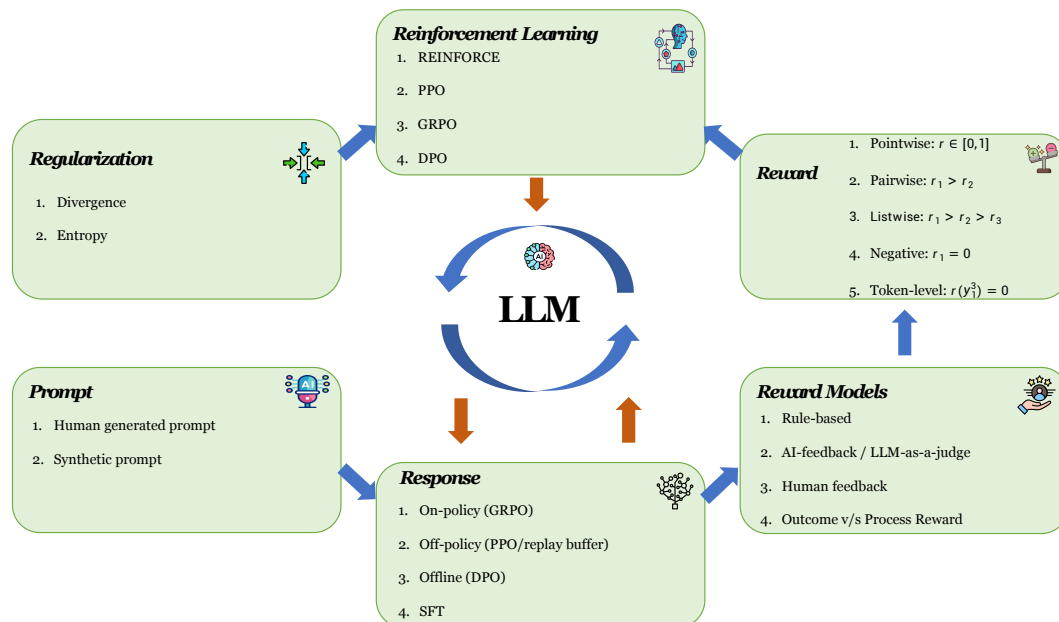 Reinforcement Learning
1. REINFORCE
2. PPO
3. GRPO
4. DPO
Regularization
1. Divergence
2. Entropy
Reward
1. Pointwise: r ∈ [0,1]
2. Pairwise: r₁ > r₂
3. Listwise: r₁ > r₂ > r₃
4. Negative: r₁ = 0
5. Token-level: r(y₁³) = 0
AI
LLM
Prompt
AI
1. Human generated prompt
2. Synthetic prompt
Response
1. On-policy (GRPO)
2. Off-policy (PPO/replay buffer)
3. Offline (DPO)
4. SFT
Reward Models
1. Rule-based
2. AI-feedback / LLM-as-a-judge
3. Human feedback
4. Outcome v/s Process Reward